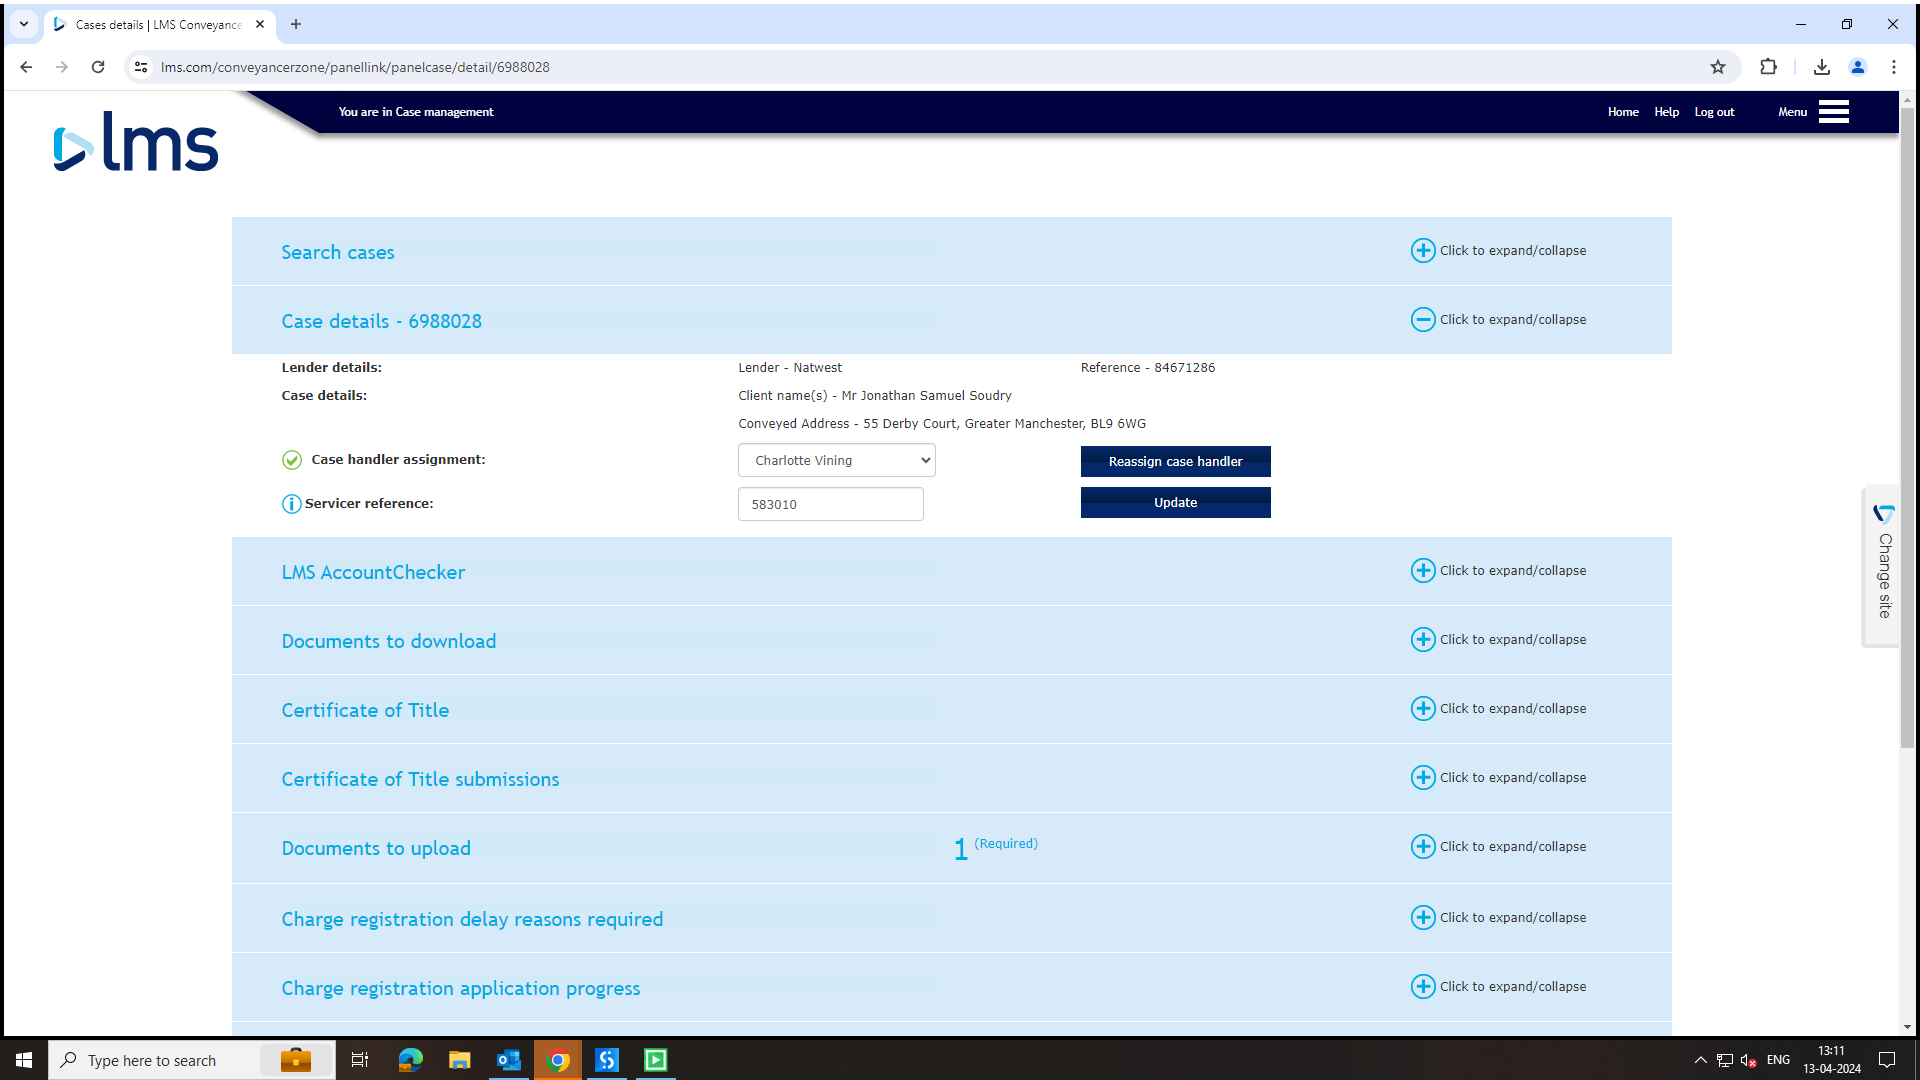 Cases details | LMS Conveyance
lms.com/conveyancerzone/panellink/panelcase/detail/6988028
You are in Case management
Home
Help
Log out
Menu
lms
Search cases
Click to expand/collapse
Case details - 6988028
Click to expand/collapse
Lender details:
Lender - Natwest
Reference - 84671286
Case details:
Client name(s) - Mr Jonathan Samuel Soudry
Conveyed Address - 55 Derby Court, Greater Manchester, BL9 6WG
Case handler assignment:
Charlotte Vining
Reassign case handler
Servicer reference:
583010
Update
Change site
LMS AccountChecker
Click to expand/collapse
Documents to download
Click to expand/collapse
Certificate of Title
Click to expand/collapse
Certificate of Title submissions
Click to expand/collapse
Documents to upload
1 (Required)
Click to expand/collapse
Charge registration delay reasons required
Click to expand/collapse
Charge registration application progress
Click to expand/collapse
Type here to search
ENG
13:11
13-04-2024